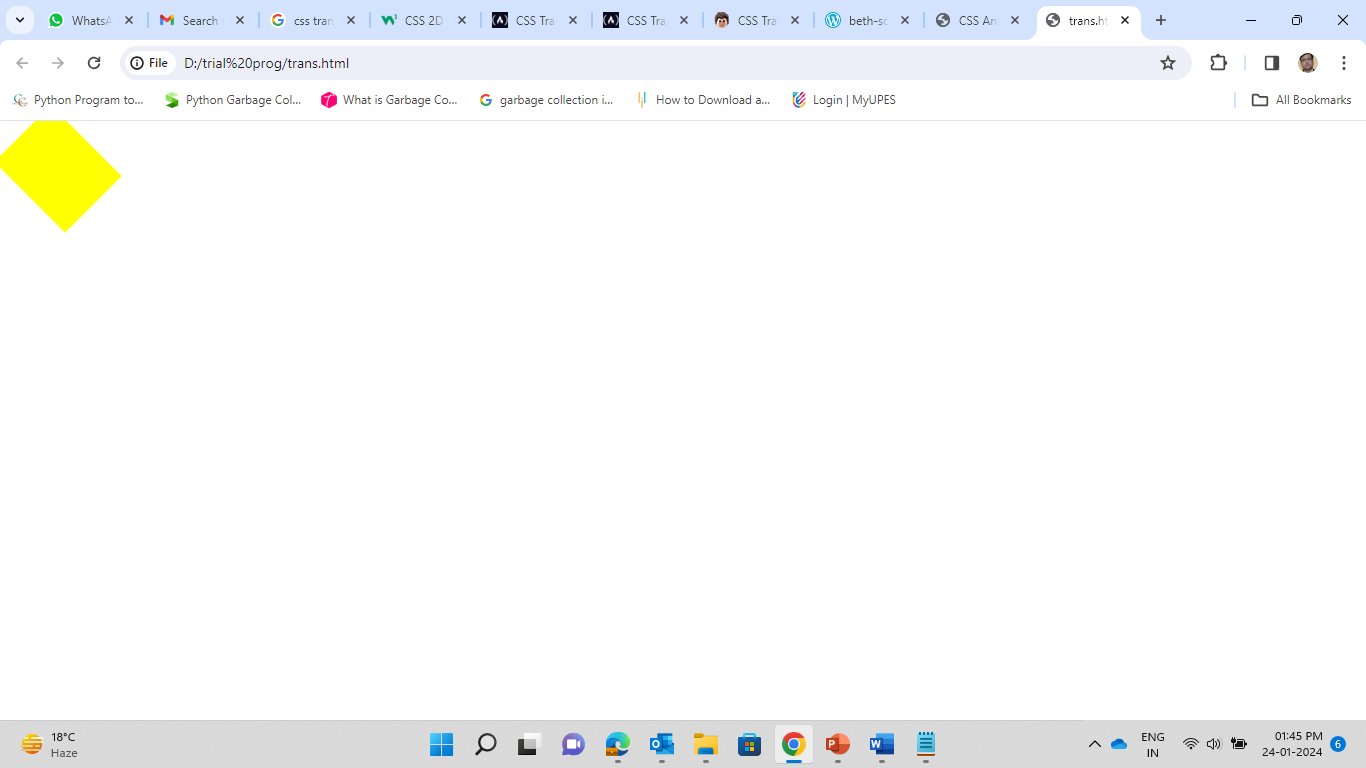 WhatsA Search css tran CSS 2D CSS Tra CSS Tra CSS Tra beth-sc CSS An trans.ht
File D:/trial%20prog/trans.html
Python Program to... Python Garbage Col... What is Garbage Co... garbage collection i... How to Download a... Login | MyUPES All Bookmarks
18°C
Haze
ENG
IN
01:45 PM
24-01-2024
6